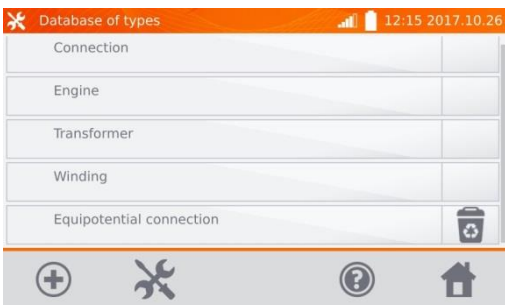 Database of types 12:15 2017.10.26
Connection
Engine
Transformer
Winding
Equipotential connection